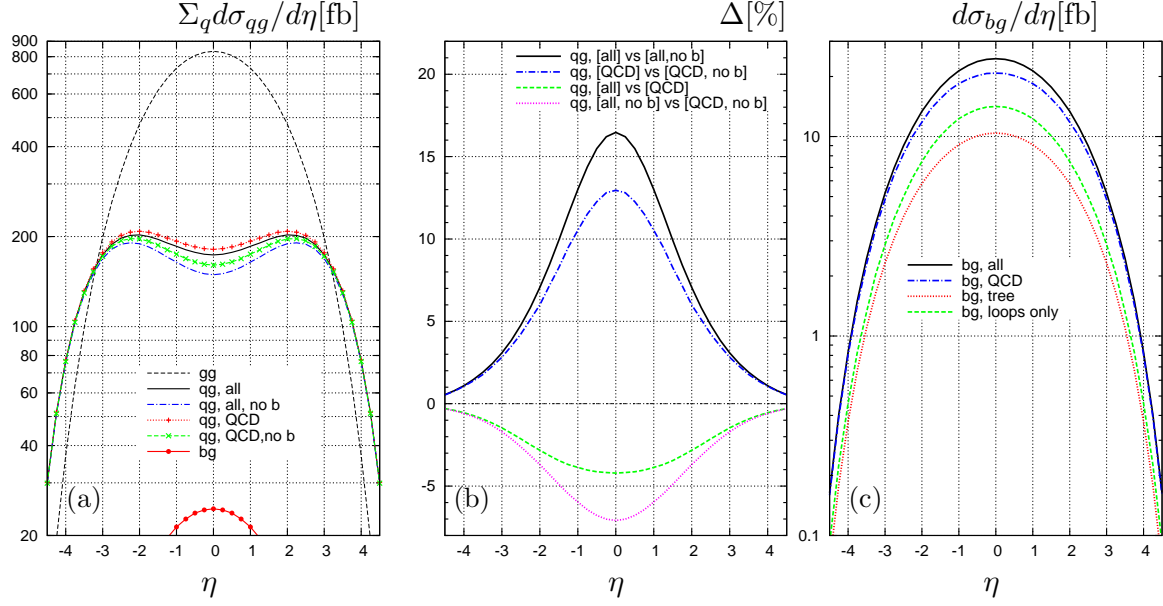 Σ_q dσ_{qg}/dη[fb]
900
800
600
400
200
100
80
60
40
20
gg
qg, all
qg, all, no b
qg, QCD
qg, QCD,no b
bg
(a)
-4 -3 -2 -1 0 1 2 3 4
η
Δ[%]
qg, [all] vs [all,no b]
qg, [QCD] vs [QCD, no b]
qg, [all] vs [QCD]
qg, [all, no b] vs [QCD, no b]
20
15
10
5
0
-5
(b)
-4 -3 -2 -1 0 1 2 3 4
η
dσ_{bg}/dη[fb]
10
1
0.1
bg, all
bg, QCD
bg, tree
bg, loops only
(c)
-4 -3 -2 -1 0 1 2 3 4
η